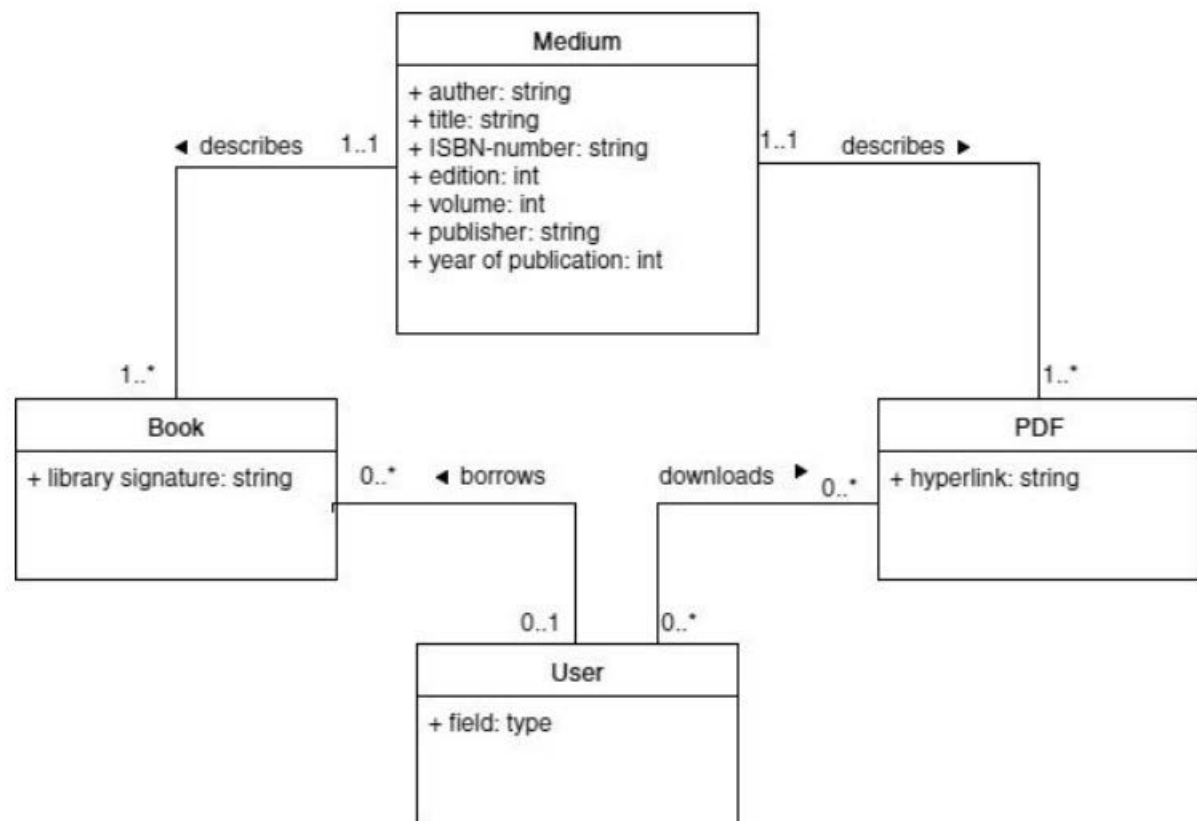 Medium
+ auther: string
+ title: string
+ ISBN-number: string
+ edition: int
+ volume: int
+ publisher: string
+ year of publication: int
◄ describes
1..1
1..1
describes ►
1..*
1..*
Book
+ library signature: string
PDF
+ hyperlink: string
0..*
◄ borrows
downloads ►
0..*
0..1
0..*
User
+ field: type